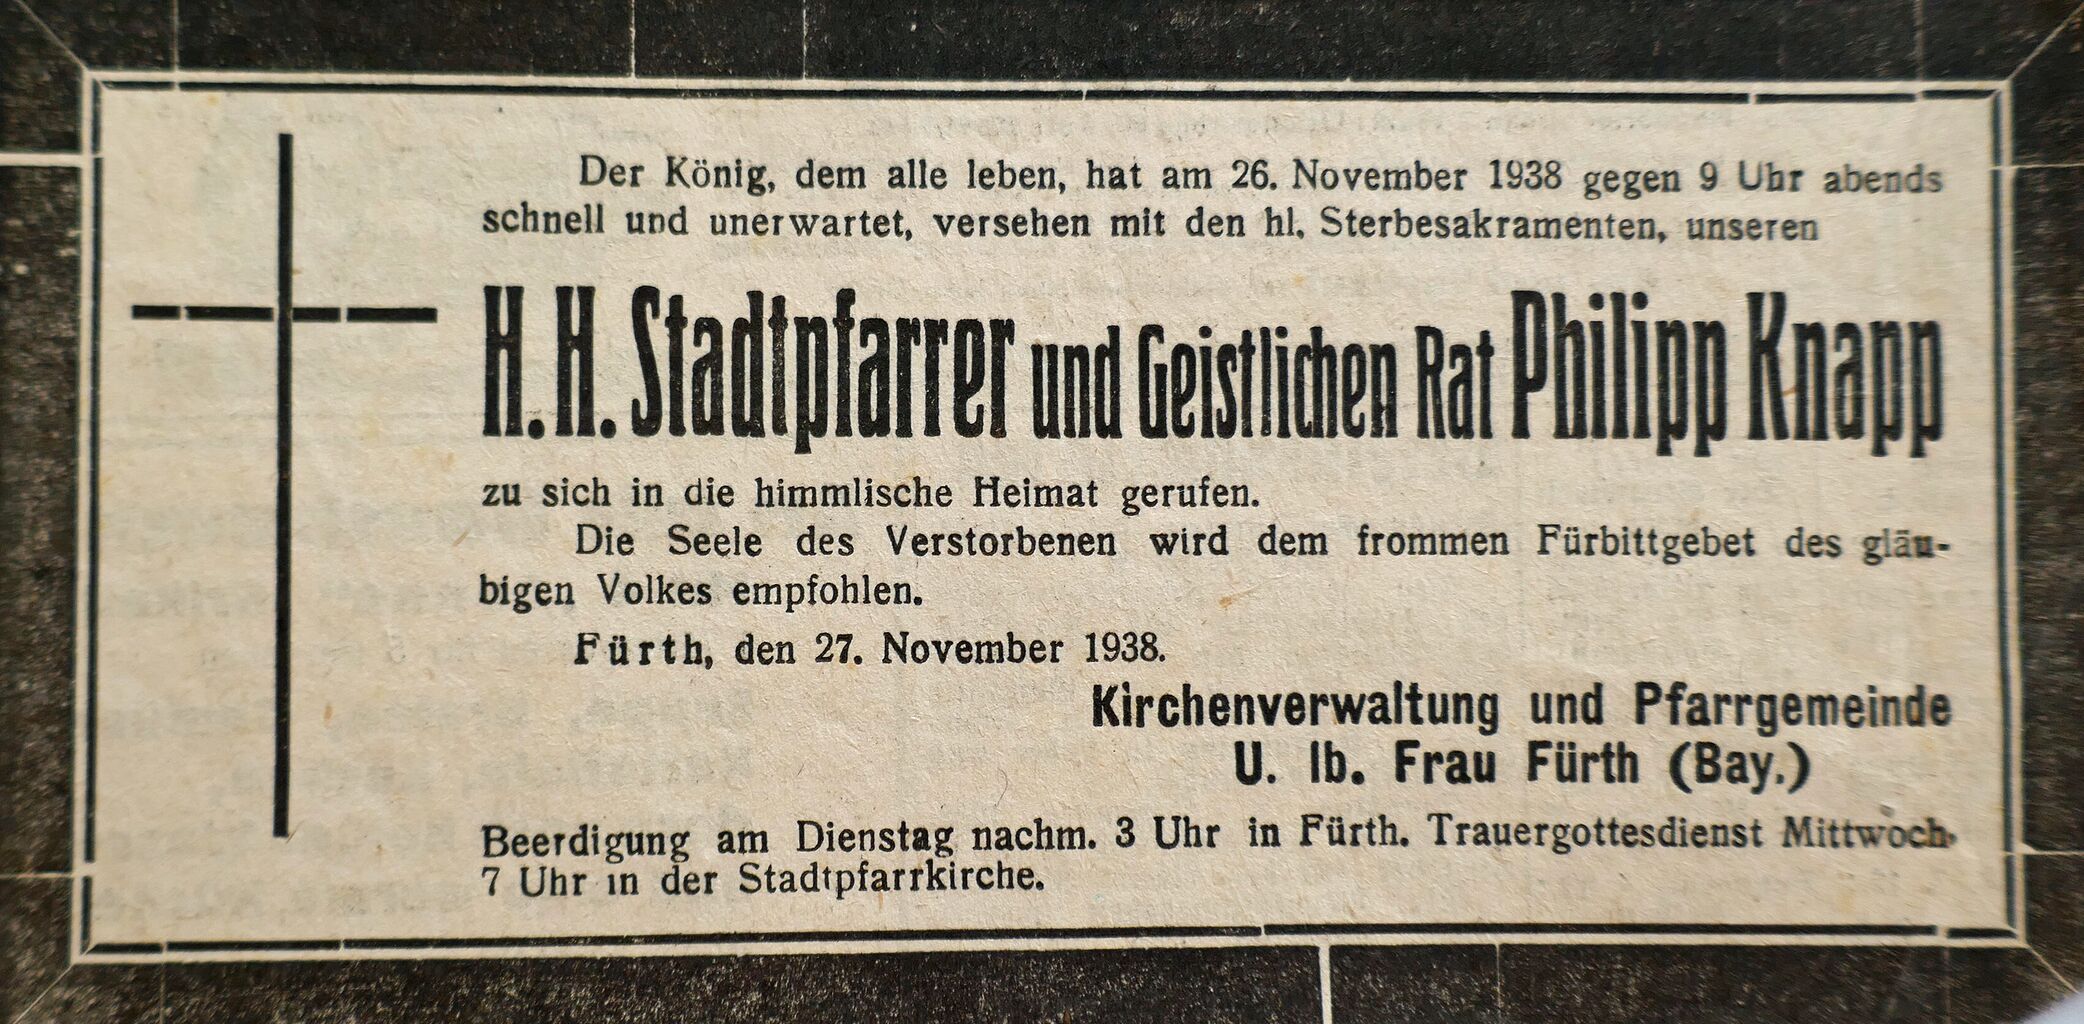 Der König, dem alle leben, hat am 26. November 1938 gegen 9 Uhr abends
schnell und unerwartet, versehen mit den hl. Sterbesakramenten, unseren
H. H. Stadtpfarrer und Geistlichen Rat Philipp Knapp
zu sich in die himmlische Heimat gerufen.
Die Seele des Verstorbenen wird dem frommen Fürbittgebet des gläu-
bigen Volkes empfohlen.
Fürth, den 27. November 1938.
Kirchenverwaltung und Pfarrgemeinde
U. lb. Frau Fürth (Bay.)
Beerdigung am Dienstag nachm. 3 Uhr in Fürth. Trauergottesdienst Mittwoch
7 Uhr in der Stadtpfarrkirche.